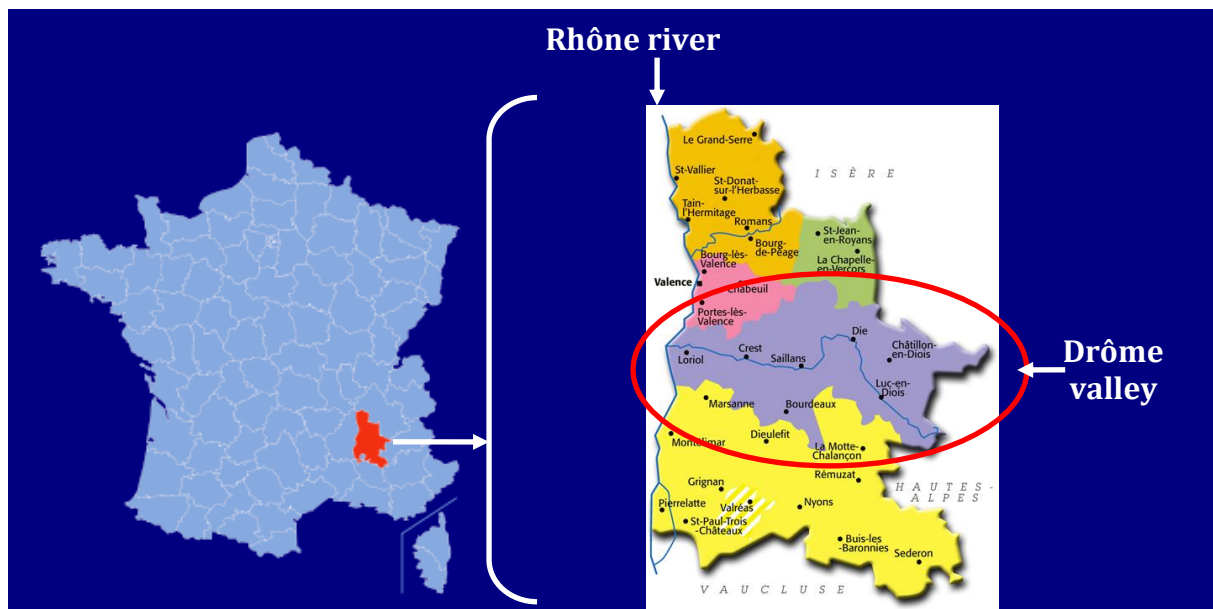 Rhône river
Le Grand-Serre
I S È R E
St-Vallier
St-Donat-
sur-l'Herbasse
Tain-
l'Hermitage
Romans
St-Jean-
en-Royans
Bourg-
de-Péage
Bourg-lès-
Valence
La Chapelle-
en-Vercors
Valence
Chabeuil
Portes-lès-
Valence
Die
Châtillon-
en-Diois
Drôme
valley
Crest
Loriol
Saillans
Luc-en-
Diois
Marsanne
Bourdeaux
Montélimar
Dieulefit
La Motte-
Chalançon
Rémuzat
Grignan
H A U T E S -
A L P E S
Pierrelatte
Valréas
Nyons
St-Paul-Trois
-Châteaux
Buis-les
-Baronnies
Sederon
V A U C L U S E